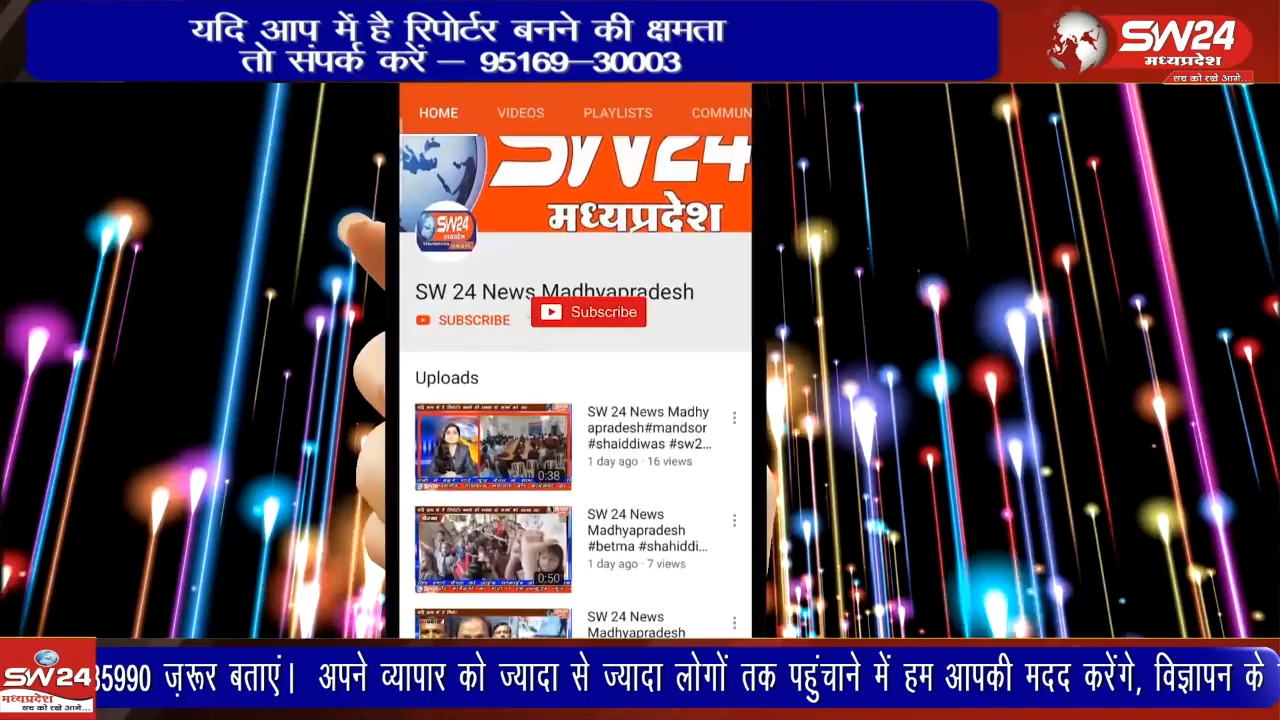 यदि आप में है रिपोर्टर बनने की क्षमता
तो संपर्क करें – 95169–30003
SW24
मध्यप्रदेश
सच को रखे आगे...
HOME VIDEOS PLAYLISTS COMMUN
SW24
मध्यप्रदेश
SW24
SW 24 News Madhyapradesh
SUBSCRIBE
Subscribe
Uploads
SW 24 News Madhy
apradesh#mandsor
#shaiddiwas #sw2...
1 day ago · 16 views
0:38
SW 24 News
Madhyapradesh
#betma #shahiddi...
1 day ago · 7 views
0:50
SW 24 News
Madhyapradesh
SW24
मध्यप्रदेश
सच को रखे आगे...
35990 ज़रूर बताएं। अपने व्यापार को ज्यादा से ज्यादा लोगों तक पहुंचाने में हम आपकी मदद करेंगे, विज्ञापन के